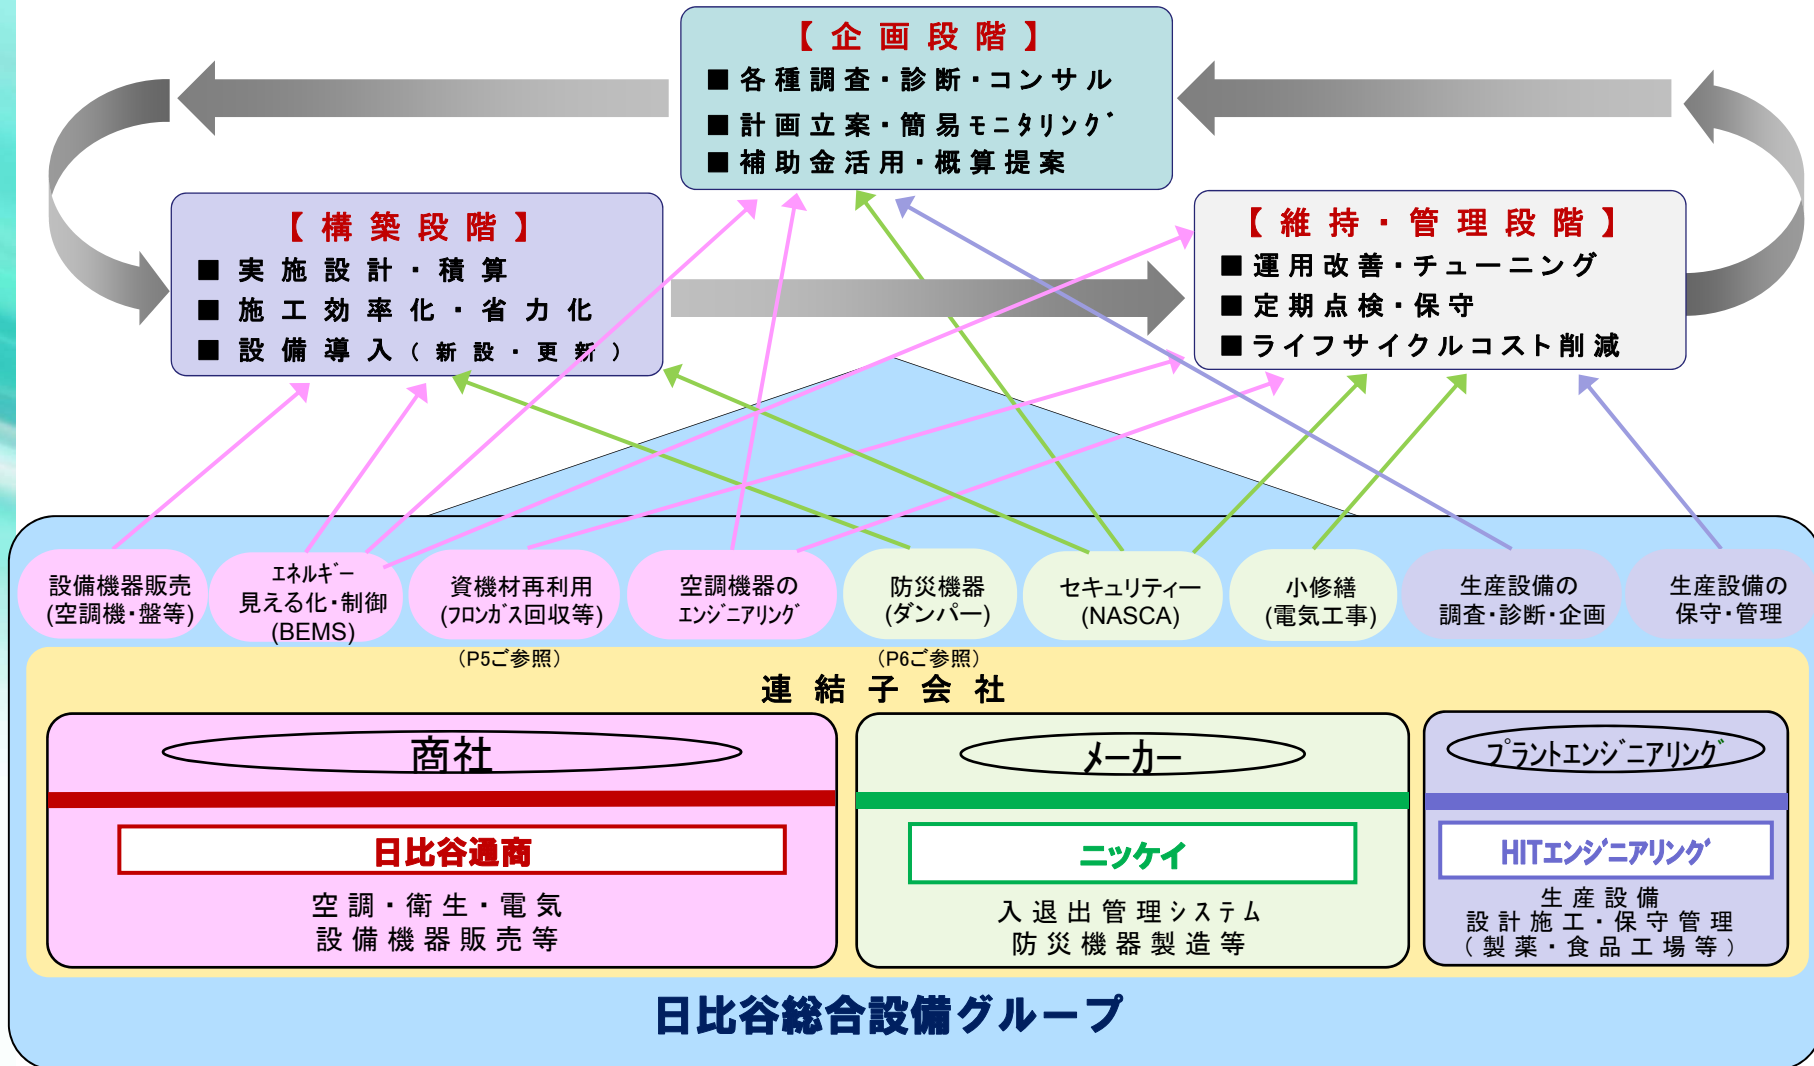 【企画段階】
■各種調査・診断・コンサル
■計画立案・簡易ﾓﾆﾀﾘﾝｸﾞ
■補助金活用・概算提案
【構築段階】
■ 実施設計・積算
■ 施工効率化・省力化
■ 設備導入（新設・更新）
【維持・管理段階】
■運用改善・チューニング
■定期点検・保守
■ライフサイクルコスト削減
設備機器販売
(空調機・盤等)
ｴﾈﾙｷﾞｰ
見える化・制御
(BEMS)
資機材再利用
(ﾌﾛﾝｶﾞｽ回収等)
空調機器の
ｴﾝｼﾞﾆｱﾘﾝｸﾞ
防災機器
(ダンパー)
セキュリティー
(NASCA)
小修繕
(電気工事)
生産設備の
調査・診断・企画
生産設備の
保守・管理
(P5ご参照)
(P6ご参照)
連結子会社
商社
日比谷通商
空調・衛生・電気
設備機器販売等
メーカー
ニッケイ
入退出管理ｼｽﾃﾑ
防災機器製造等
ﾌﾟﾗﾝﾄｴﾝｼﾞﾆｱﾘﾝｸﾞ
HITｴﾝｼﾞﾆｱﾘﾝｸﾞ
生産設備
設計施工・保守管理
（製薬・食品工場等）
日比谷総合設備グループ